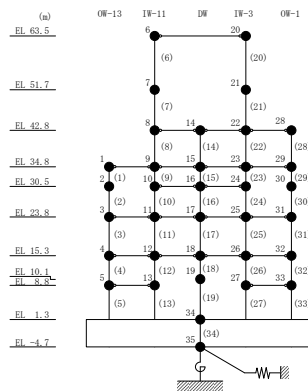 (m) OW-13 IW-11 DW IW-3 OW-1
EL 63.5 6 20
(6) (20)
EL 51.7 7 21
(7) (21)
EL 42.8 8 14 22 28
(8) (14) (22) (28)
EL 34.8 1 9 15 23 29
(1) (9) (15) (23) (29)
EL 30.5 2 10 16 24 30
(2) (10) (16) (24) (30)
EL 23.8 3 11 17 25 31
(3) (11) (17) (25) (31)
EL 15.3 4 12 18 26 32
(4) (12) (18) (26) (32)
EL 10.1 19
EL 8.8 5 13 27 33
(5) (13) (19) (27) (33)
EL 1.3 34
(34)
EL -4.7 35